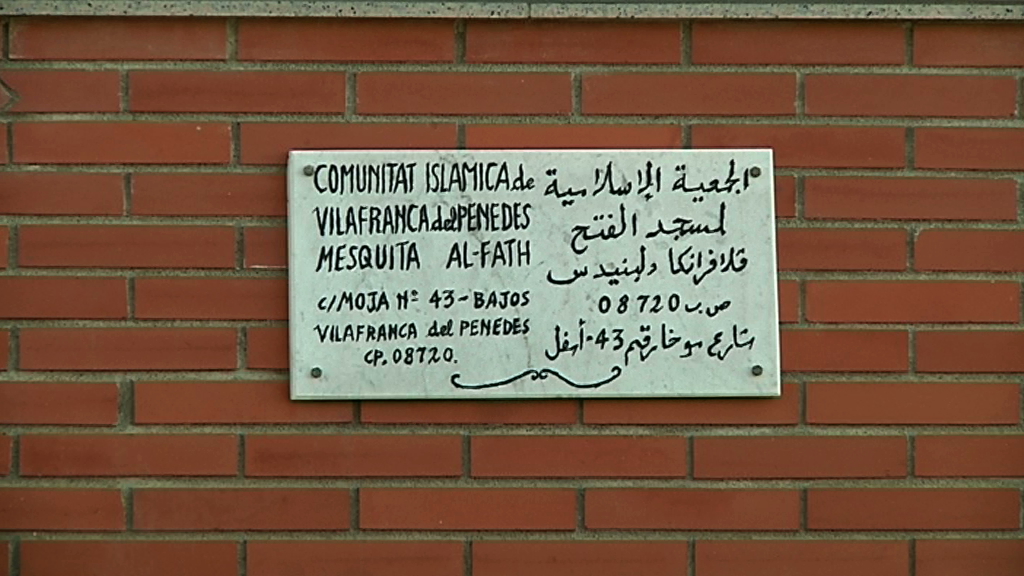 COMUNITAT ISLAMICA de
VILAFRANCA del PENEDES
MESQUITA AL-FATH
C/MOJA Nº 43-BAJOS
VILAFRANCA del PENEDES
CP. 08720.
الجمعية الإسلامية
لمسجد الفتح
فلافرانكا دلبنيدس
ص.ب 08720
شارع موخا رقم 43-أسفل